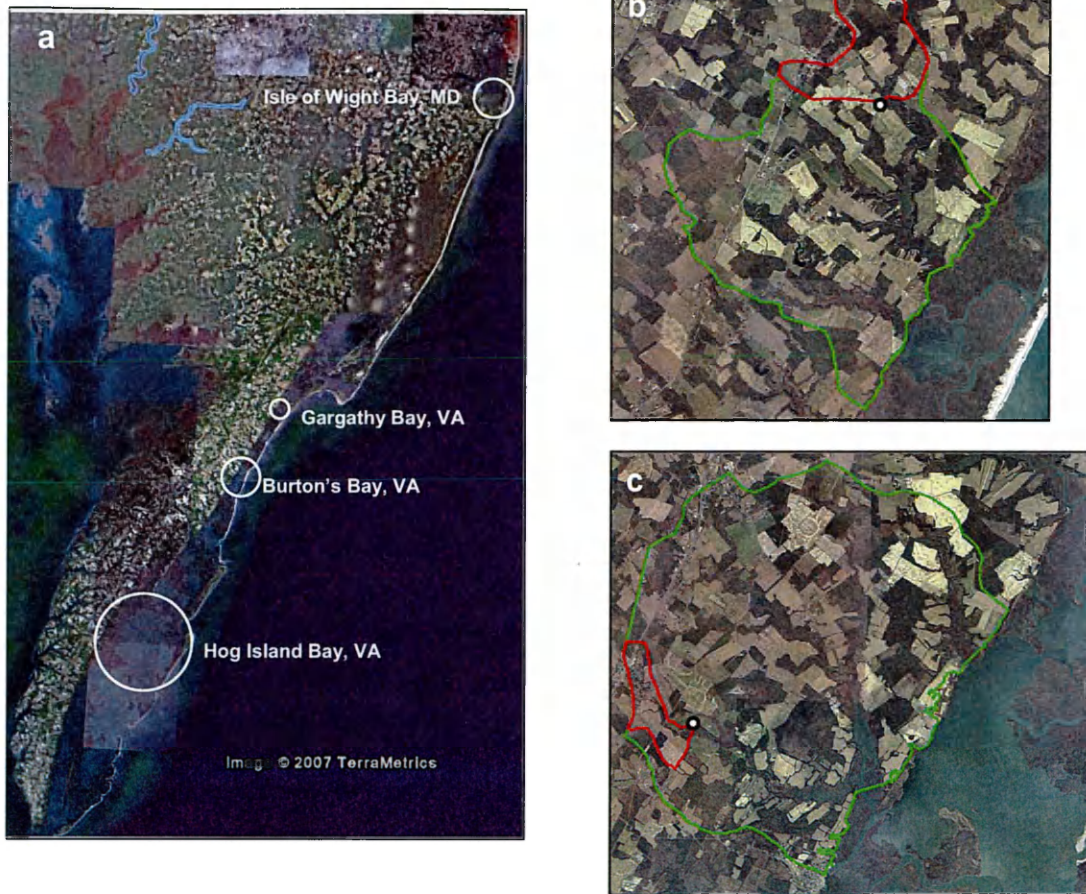 a
Isle of Wight Bay, MD
Gargathy Bay, VA
Burton's Bay, VA
Hog Island Bay, VA
Image © 2007 TerraMetrics
b
c